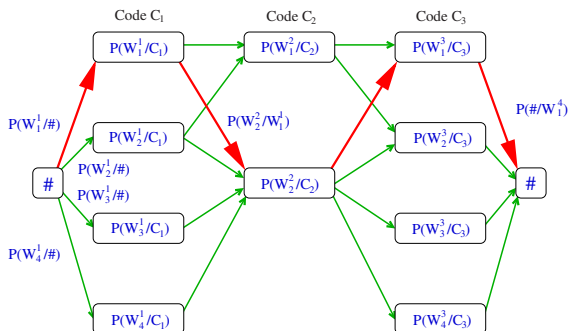 Code C₁ Code C₂ Code C₃
P(W₁¹/C₁) P(W₁²/C₂) P(W₁³/C₃)
P(W₁¹/#) P(W₂²/W₁¹) P(#/W₁⁴)
P(W₂¹/C₁) P(W₂³/C₃)
P(W₂¹/#)
# P(W₂²/C₂) #
P(W₃¹/#)
P(W₃¹/C₁) P(W₃³/C₃)
P(W₄¹/#)
P(W₄¹/C₁) P(W₄³/C₃)